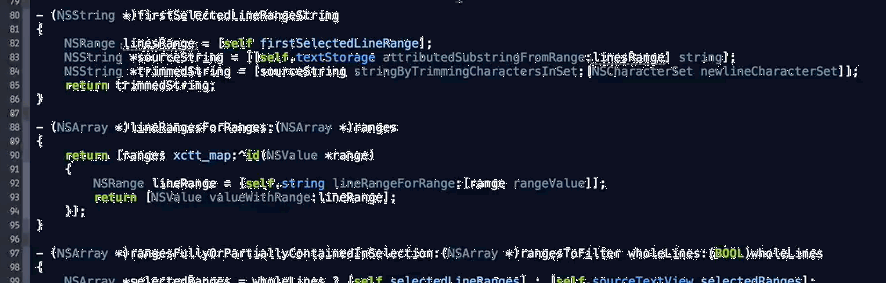 80 - (NSString *)firstSelectedLineRangeString
81 {
82     NSRange linesRange = [self firstSelectedLineRange];
83     NSString *sourceString = [[self.textStorage attributedSubstringFromRange:linesRange] string];
84     NSString *trimmedString = [sourceString stringByTrimmingCharactersInSet:[NSCharacterSet newlineCharacterSet]];
85     return trimmedString;
86 }
87
88 - (NSArray *)lineRangesForRanges:(NSArray *)ranges
89 {
90     return [ranges xctt_map:^id(NSValue *range)
91     {
92         NSRange lineRange = [self.string lineRangeForRange:[range rangeValue]];
93         return [NSValue valueWithRange:lineRange];
94     }];
95 }
96
97 - (NSArray *)rangesFullyOrPartiallyContainedInSelection:(NSArray *)rangesToFilter wholeLines:(BOOL)wholeLines
98 {
99     NSArray *selectedRanges = wholeLines ? [self selectedLineRanges] : [self.sourceTextView selectedRanges];